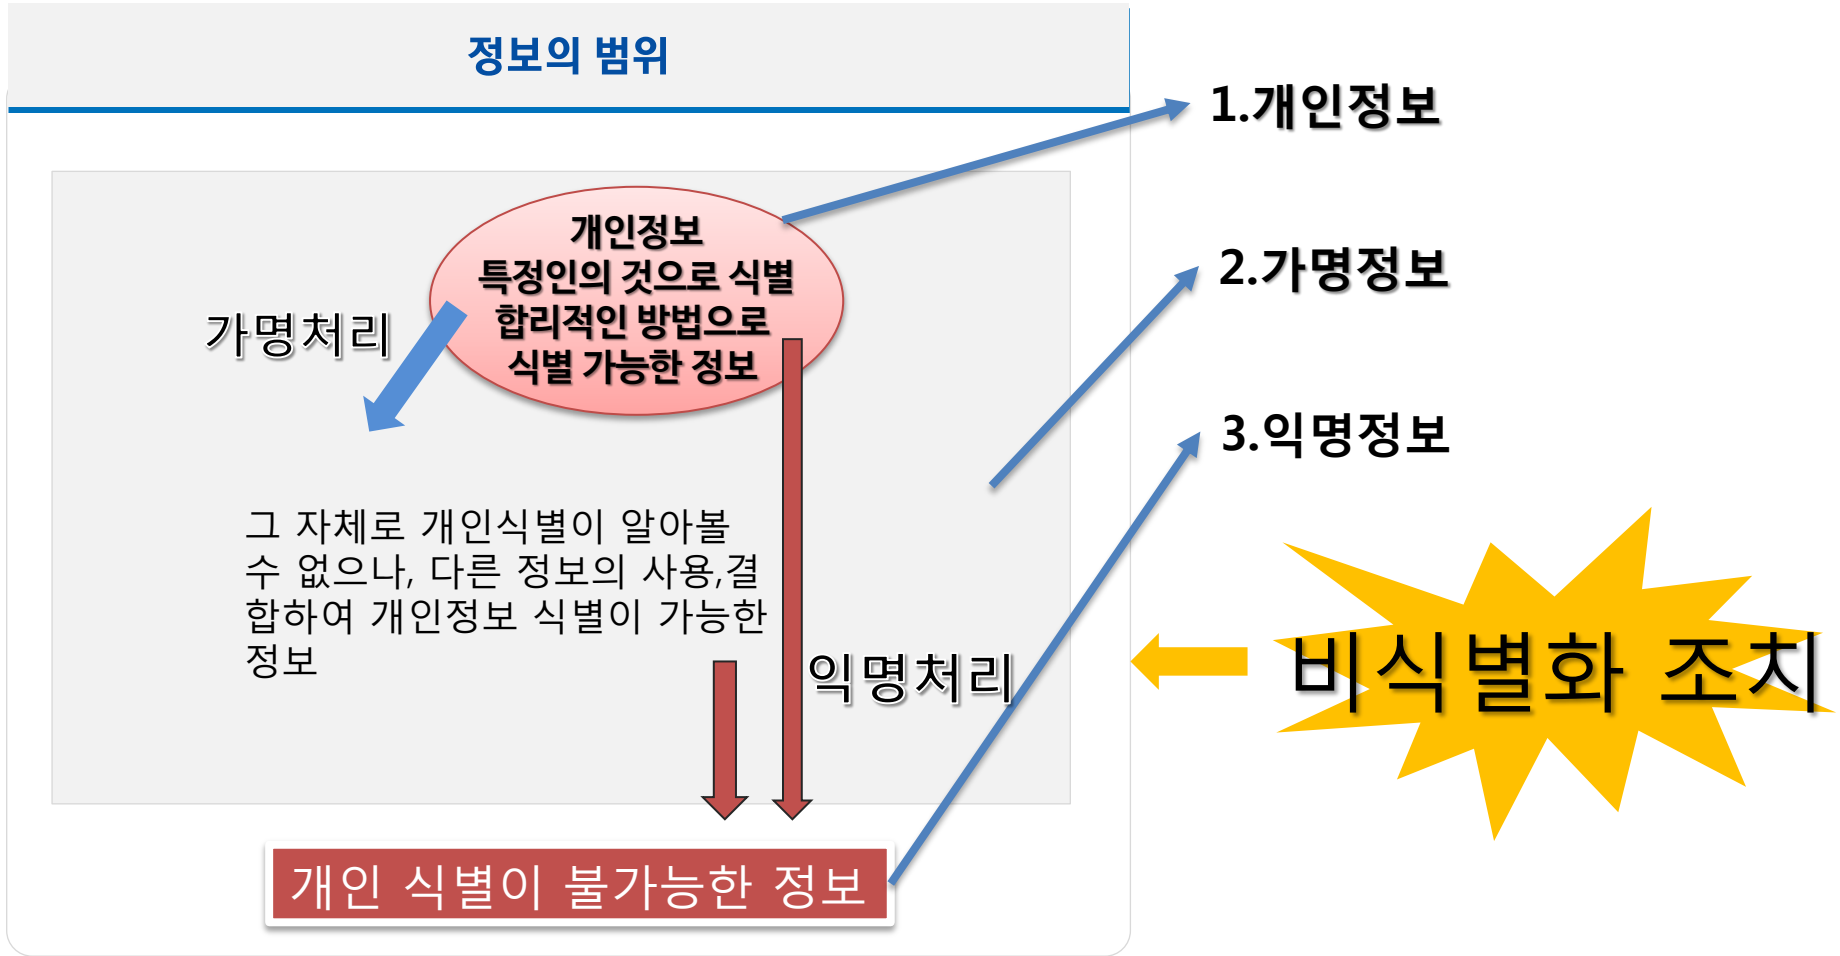 정보의 범위
1.개인정보
개인정보
특정인의 것으로 식별
합리적인 방법으로
식별 가능한 정보
2.가명정보
가명처리
3.익명정보
그 자체로 개인식별이 알아볼
수 없으나, 다른 정보의 사용,결
합하여 개인정보 식별이 가능한
정보
익명처리
비식별화 조치
개인 식별이 불가능한 정보